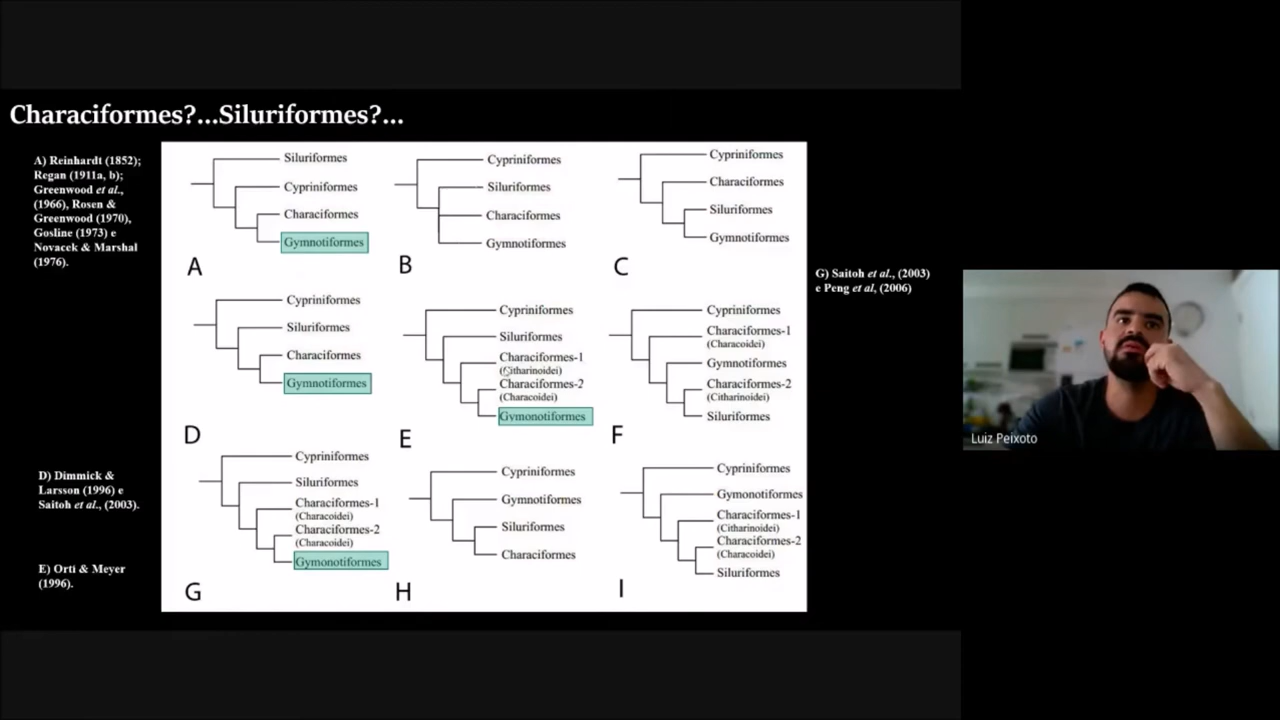 Characiformes?...Siluriformes?...
A) Reinhardt (1852);
Regan (1911a, b);
Greenwood et al.,
(1966), Rosen &
Greenwood (1970),
Gosline (1973) e
Novacek & Marshal
(1976).
D) Dimmick &
Larsson (1996) e
Saitoh et al., (2003).
E) Orti & Meyer
(1996).
Siluriformes
Cypriniformes
Characiformes
Gymnotiformes
A
Cypriniformes
Siluriformes
Characiformes
Gymnotiformes
B
Cypriniformes
Characiformes
Siluriformes
Gymnotiformes
C
Cypriniformes
Siluriformes
Characiformes
Gymnotiformes
D
Cypriniformes
Siluriformes
Characiformes-1
(Citharinoidei)
Characiformes-2
(Characoidei)
Gymonotiformes
E
Cypriniformes
Characiformes-1
(Characoidei)
Gymnotiformes
Characiformes-2
(Citharinoidei)
Siluriformes
F
Cypriniformes
Siluriformes
Characiformes-1
(Characoidei)
Characiformes-2
(Characoidei)
Gymonotiformes
G
Cypriniformes
Gymnotiformes
Siluriformes
Characiformes
H
Cypriniformes
Gymonotiformes
Characiformes-1
(Citharinoidei)
Characiformes-2
(Characoidei)
Siluriformes
I
G) Saitoh et al., (2003)
e Peng et al, (2006)
Luiz Peixoto